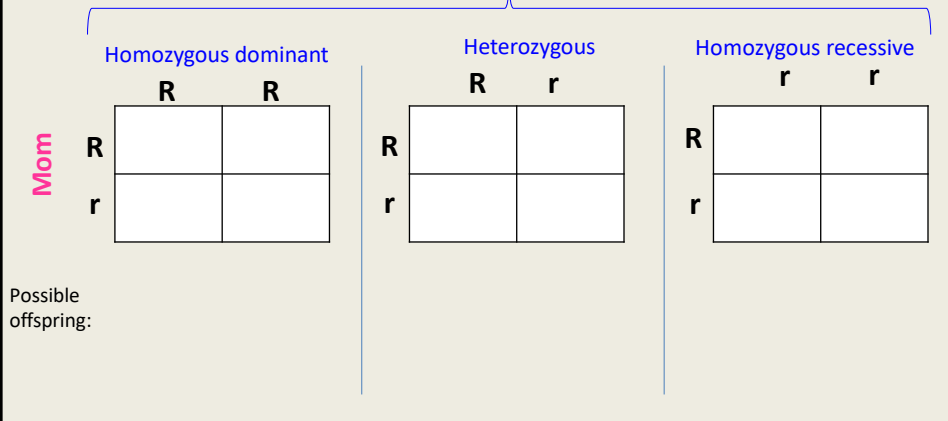 Homozygous dominant
Heterozygous
Homozygous recessive
R R
R r
r r
Mom
R
R
R
r
r
r
Possible
offspring: